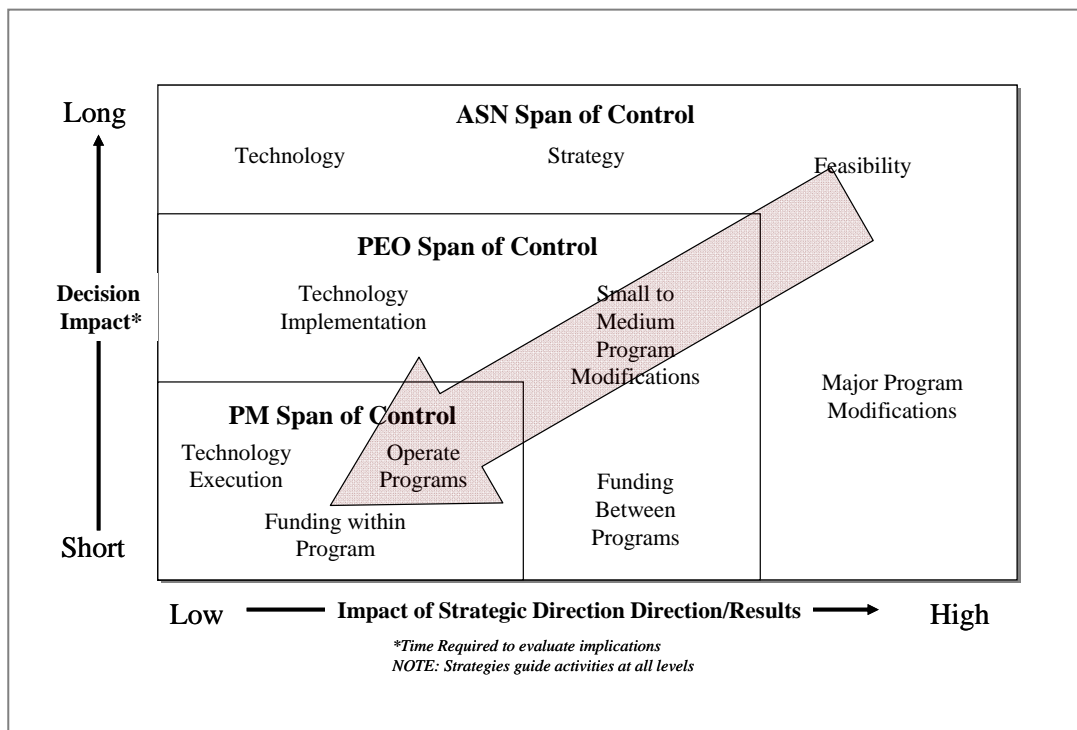 Long
ASN Span of Control
Technology
Strategy
Feasibility
PEO Span of Control
Decision
Impact*
Technology
Implementation
Small to
Medium
Program
Modifications
Major Program
Modifications
PM Span of Control
Technology
Execution
Operate
Programs
Funding within
Program
Funding
Between
Programs
Short
Low
Impact of Strategic Direction Direction/Results
High
*Time Required to evaluate implications
NOTE: Strategies guide activities at all levels